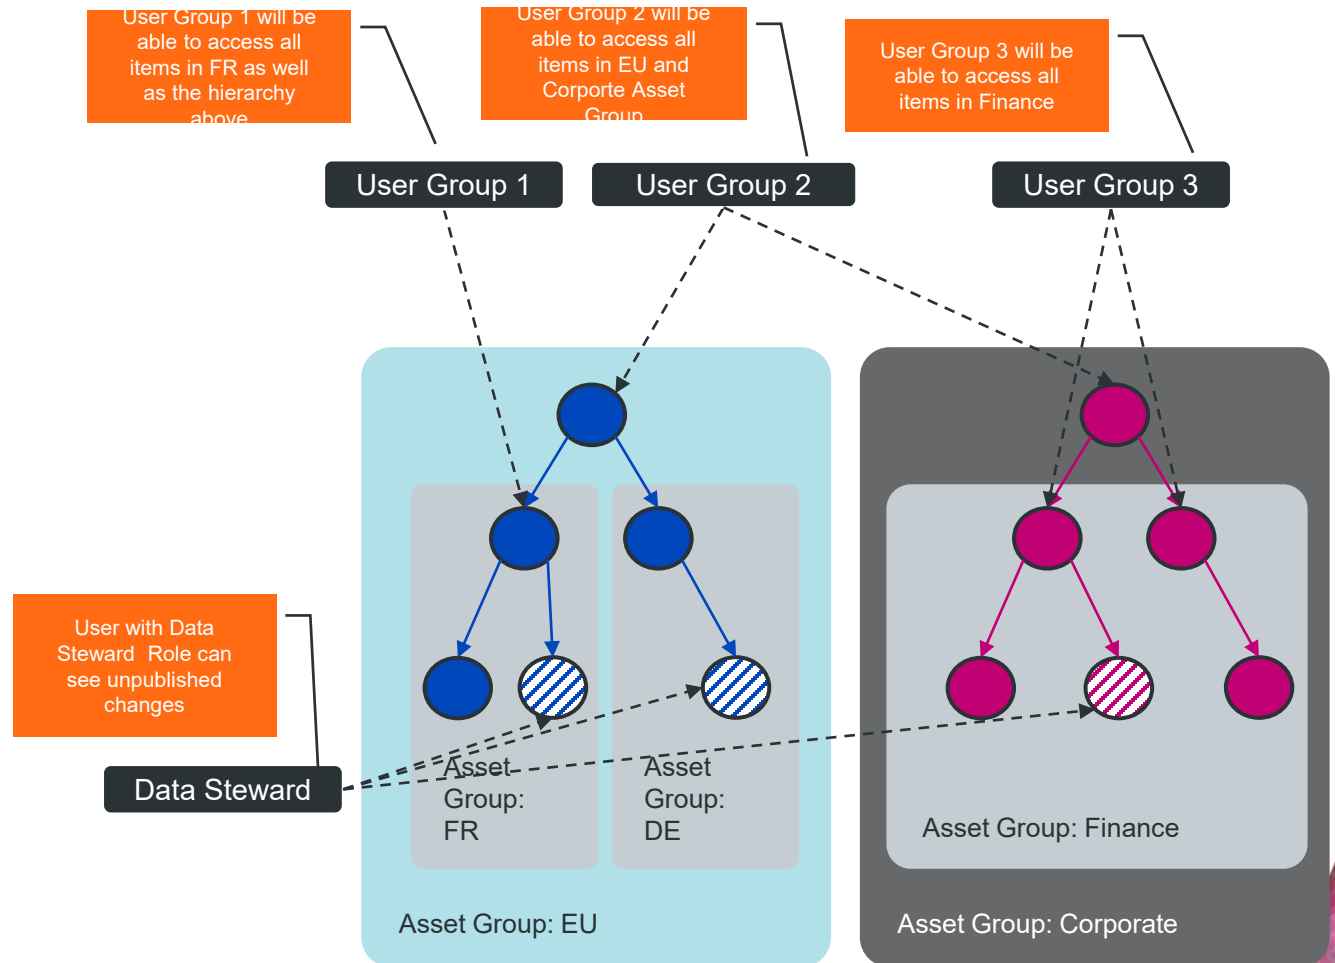 User Group 1 will be
able to access all
items in FR as well
as the hierarchy
above
User Group 2 will be
able to access all
items in EU and
Corporte Asset
Group
User Group 3 will be
able to access all
items in Finance
User Group 1
User Group 2
User Group 3
User with Data
Steward Role can
see unpublished
changes
Data Steward
Asset
Group:
FR
Asset
Group:
DE
Asset Group: Finance
Asset Group: EU
Asset Group: Corporate